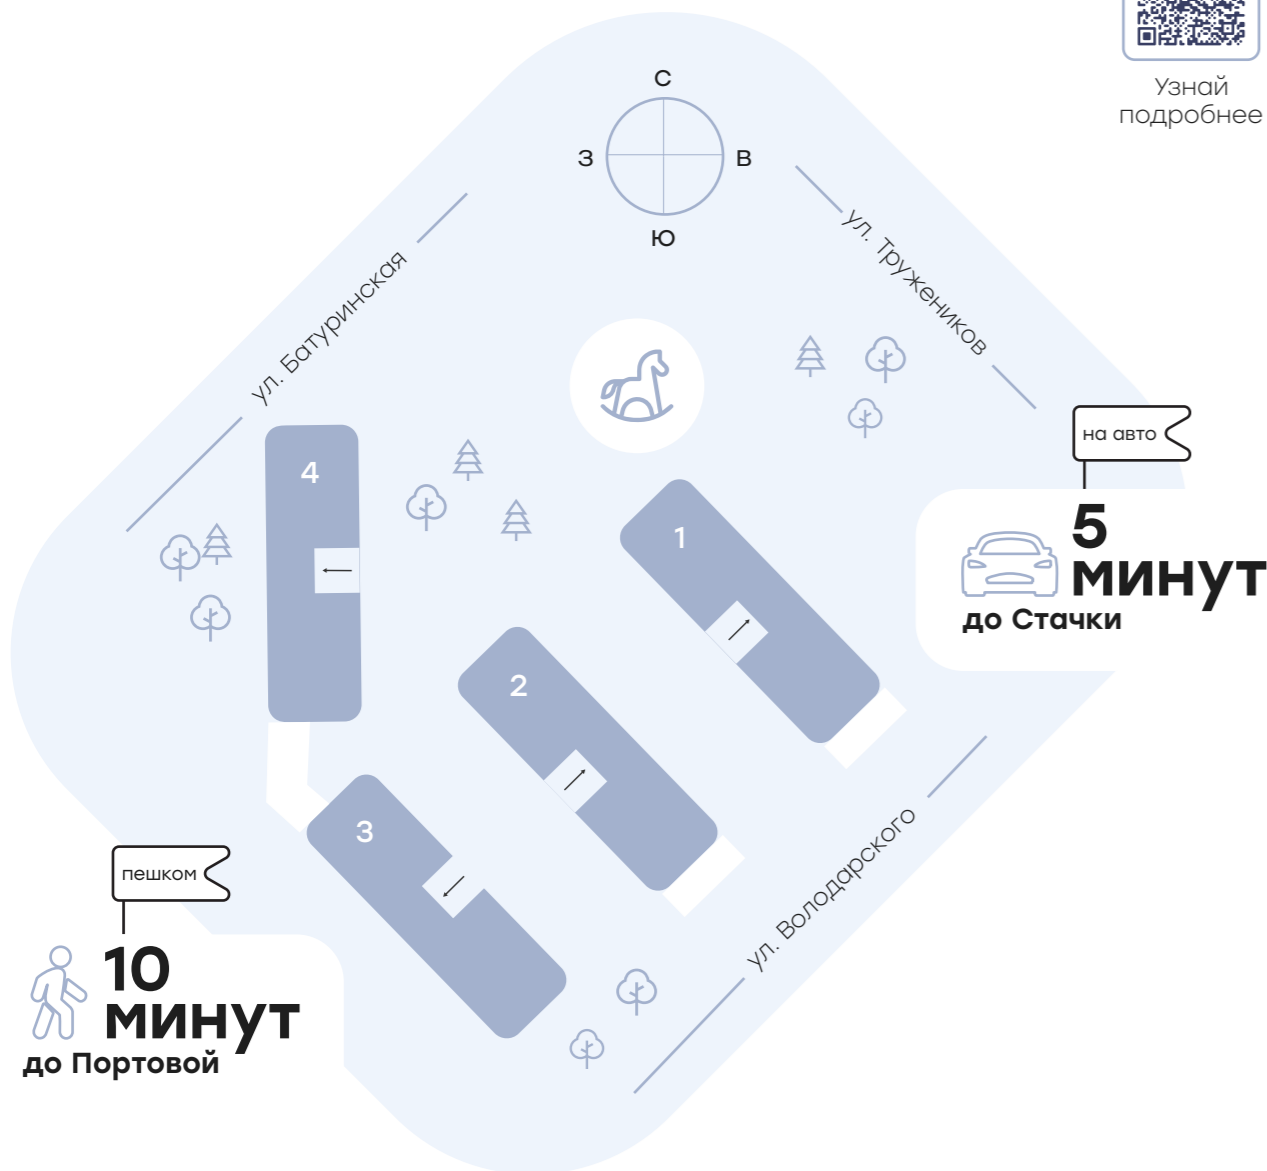 Узнай
подробнее
С
З
В
Ю
ул. Батуринская
ул. Тружеников
на авто
4
1
5
минут
до Стачки
2
3
ул. Володарского
пешком
10
минут
до Портовой